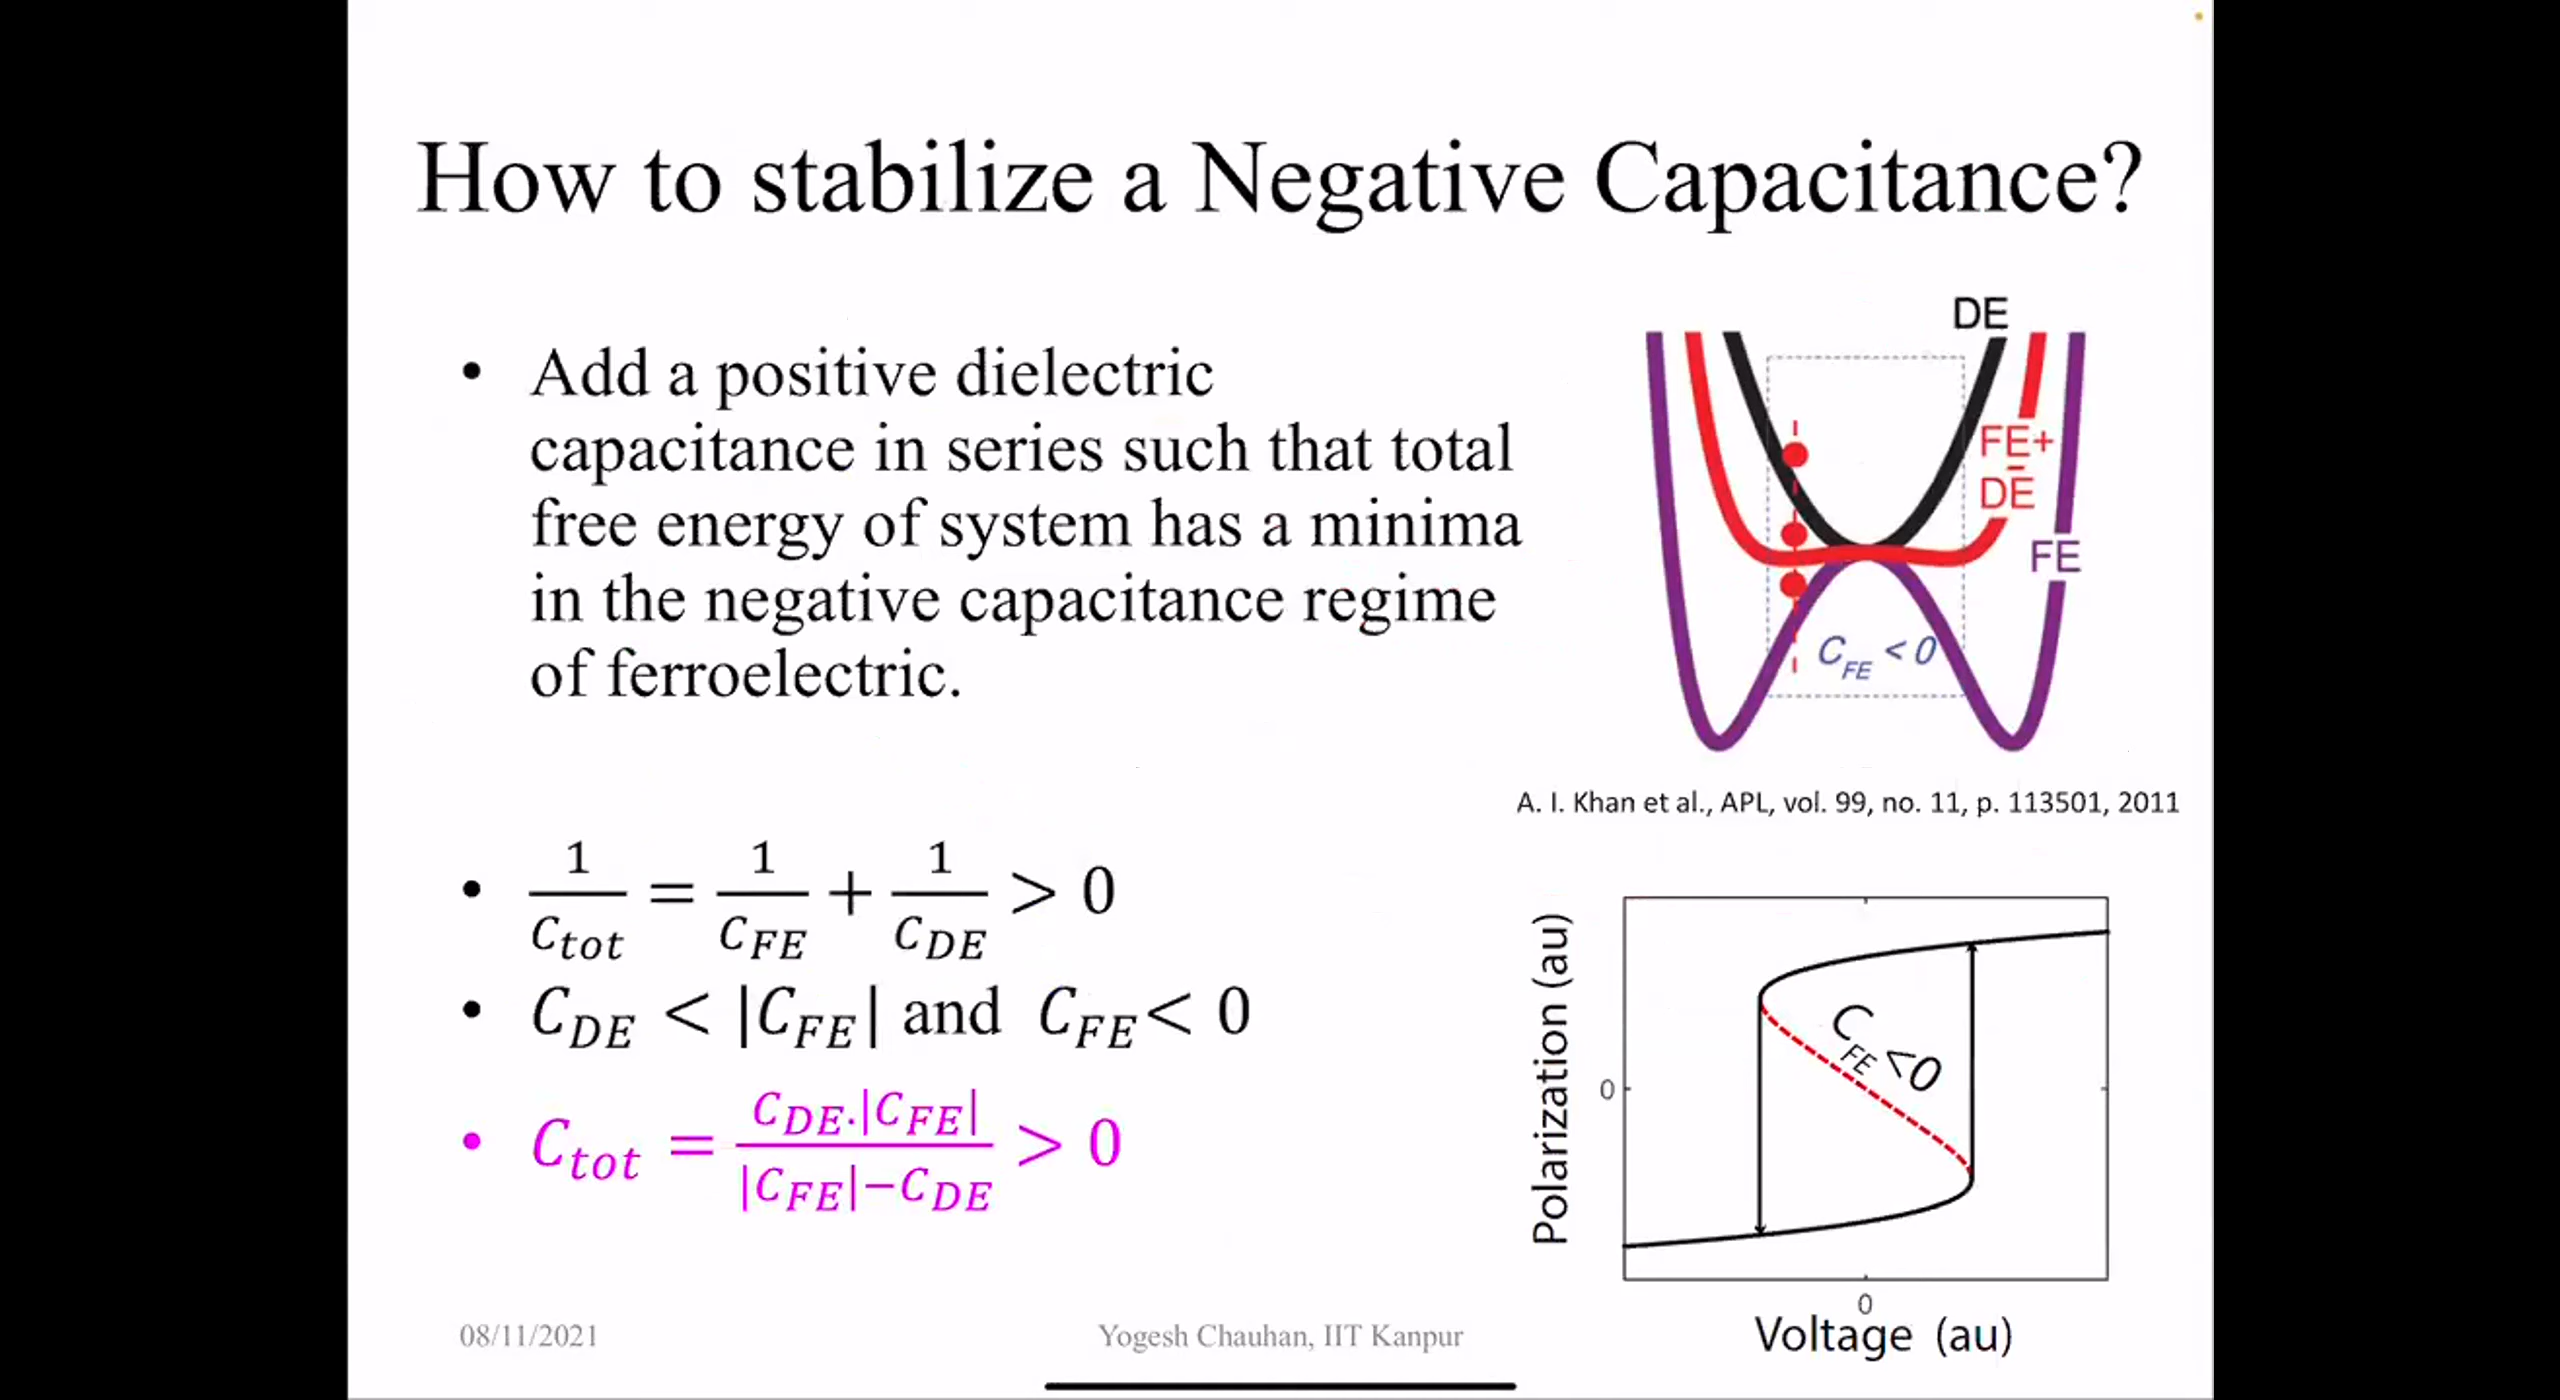 How to stabilize a Negative Capacitance?
• Add a positive dielectric
capacitance in series such that total
free energy of system has a minima
in the negative capacitance regime
of ferroelectric.
• 1/C_tot = 1/C_FE + 1/C_DE > 0
• C_DE < |C_FE| and C_FE < 0
• C_tot = C_DE.|C_FE| / |C_FE|−C_DE > 0
DE
FE+
DE
FE
C_FE < 0
A. I. Khan et al., APL, vol. 99, no. 11, p. 113501, 2011
Polarization (au)
0
C_FE <0
0
Voltage (au)
08/11/2021
Yogesh Chauhan, IIT Kanpur